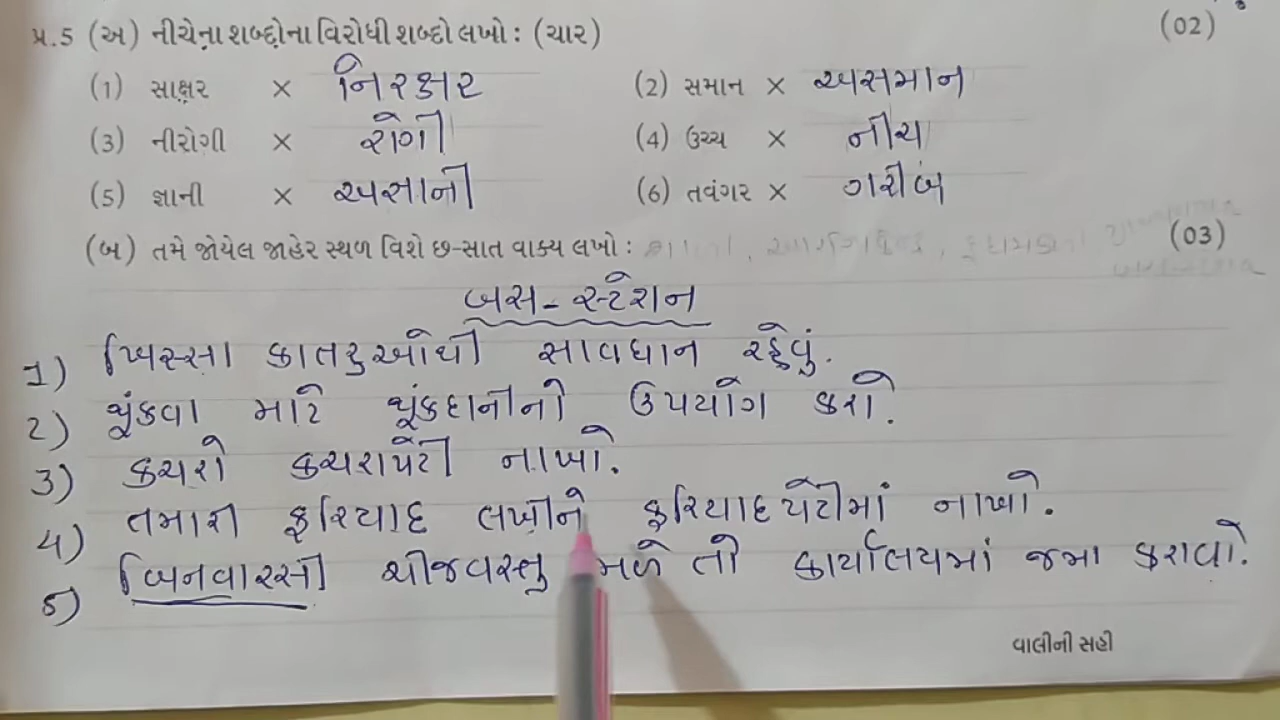 પ્ર.5 (અ) નીચેના શબ્દોના વિરોધી શબ્દો લખો : (ચાર) (02)
(1) સાક્ષર × નિરક્ષર (2) સમાન × અસમાન
(3) નીરોગી × રોગી (4) ઉચ્ચ × નીચ
(5) જ્ઞાની × અજ્ઞાની (6) તવંગર × ગરીબ
(બ) તમે જોયેલ જાહેર સ્થળ વિશે છ-સાત વાક્ય લખો : (03)
બસ - સ્ટેશન
1) ખિસ્સા કાતરુઓથી સાવધાન રહેવું.
2) થૂંકવા માટે થૂંકદાનીનો ઉપયોગ કરો.
3) કચરો કચરાપેટી નાખો.
4) તમારી ફરિયાદ લખીને ફરિયાદપેટીમાં નાખો.
5) બિનવારસી ચીજવસ્તુ મળે તો કાર્યાલયમાં જમા કરાવો.
વાલીની સહી